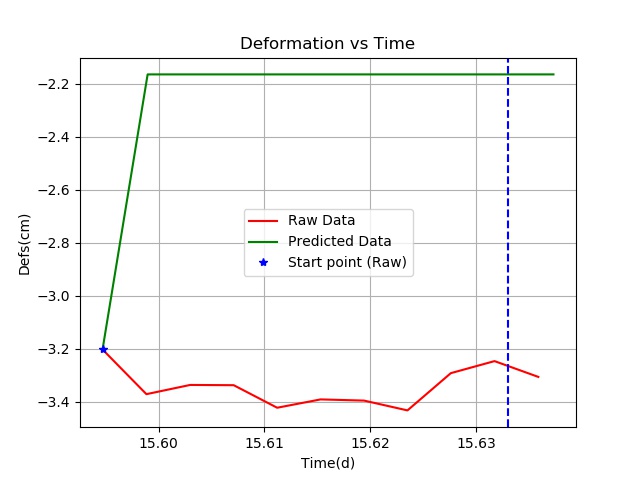 Deformation vs Time
Defs(cm)
−2.2
−2.4
−2.6
−2.8
−3.0
−3.2
−3.4
Raw Data
Predicted Data
Start point (Raw)
15.60 15.61 15.62 15.63
Time(d)